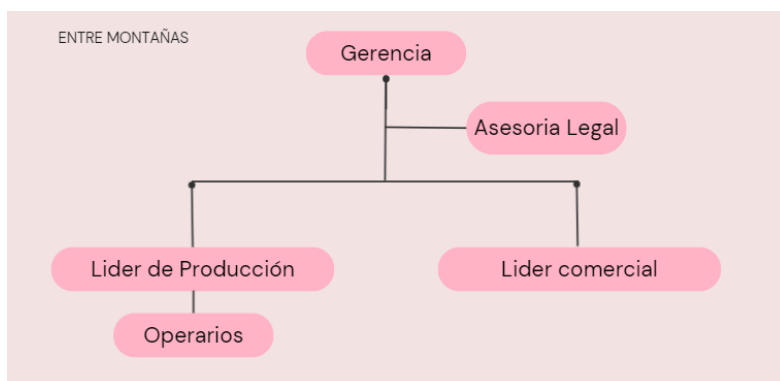 ENTRE MONTAÑAS
Gerencia
Asesoria Legal
Lider de Producción
Lider comercial
Operarios